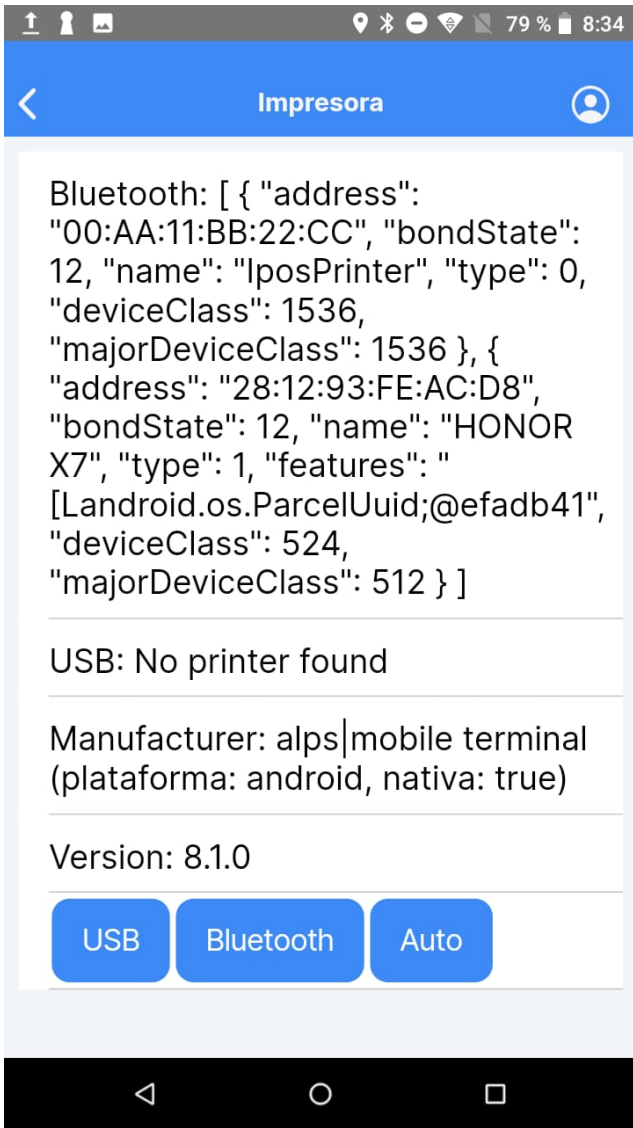 79 % 8:34
Impresora
Bluetooth: [ { "address":
"00:AA:11:BB:22:CC", "bondState":
12, "name": "IposPrinter", "type": 0,
"deviceClass": 1536,
"majorDeviceClass": 1536 }, {
"address": "28:12:93:FE:AC:D8",
"bondState": 12, "name": "HONOR
X7", "type": 1, "features": "
[Landroid.os.ParcelUuid;@efadb41",
"deviceClass": 524,
"majorDeviceClass": 512 } ]
USB: No printer found
Manufacturer: alps|mobile terminal
(plataforma: android, nativa: true)
Version: 8.1.0
USB Bluetooth Auto